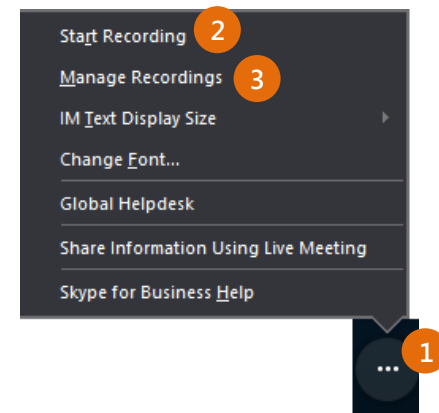 Start Recording 2
Manage Recordings 3
IM Text Display Size
Change Font...
Global Helpdesk
Share Information Using Live Meeting
Skype for Business Help
1
...